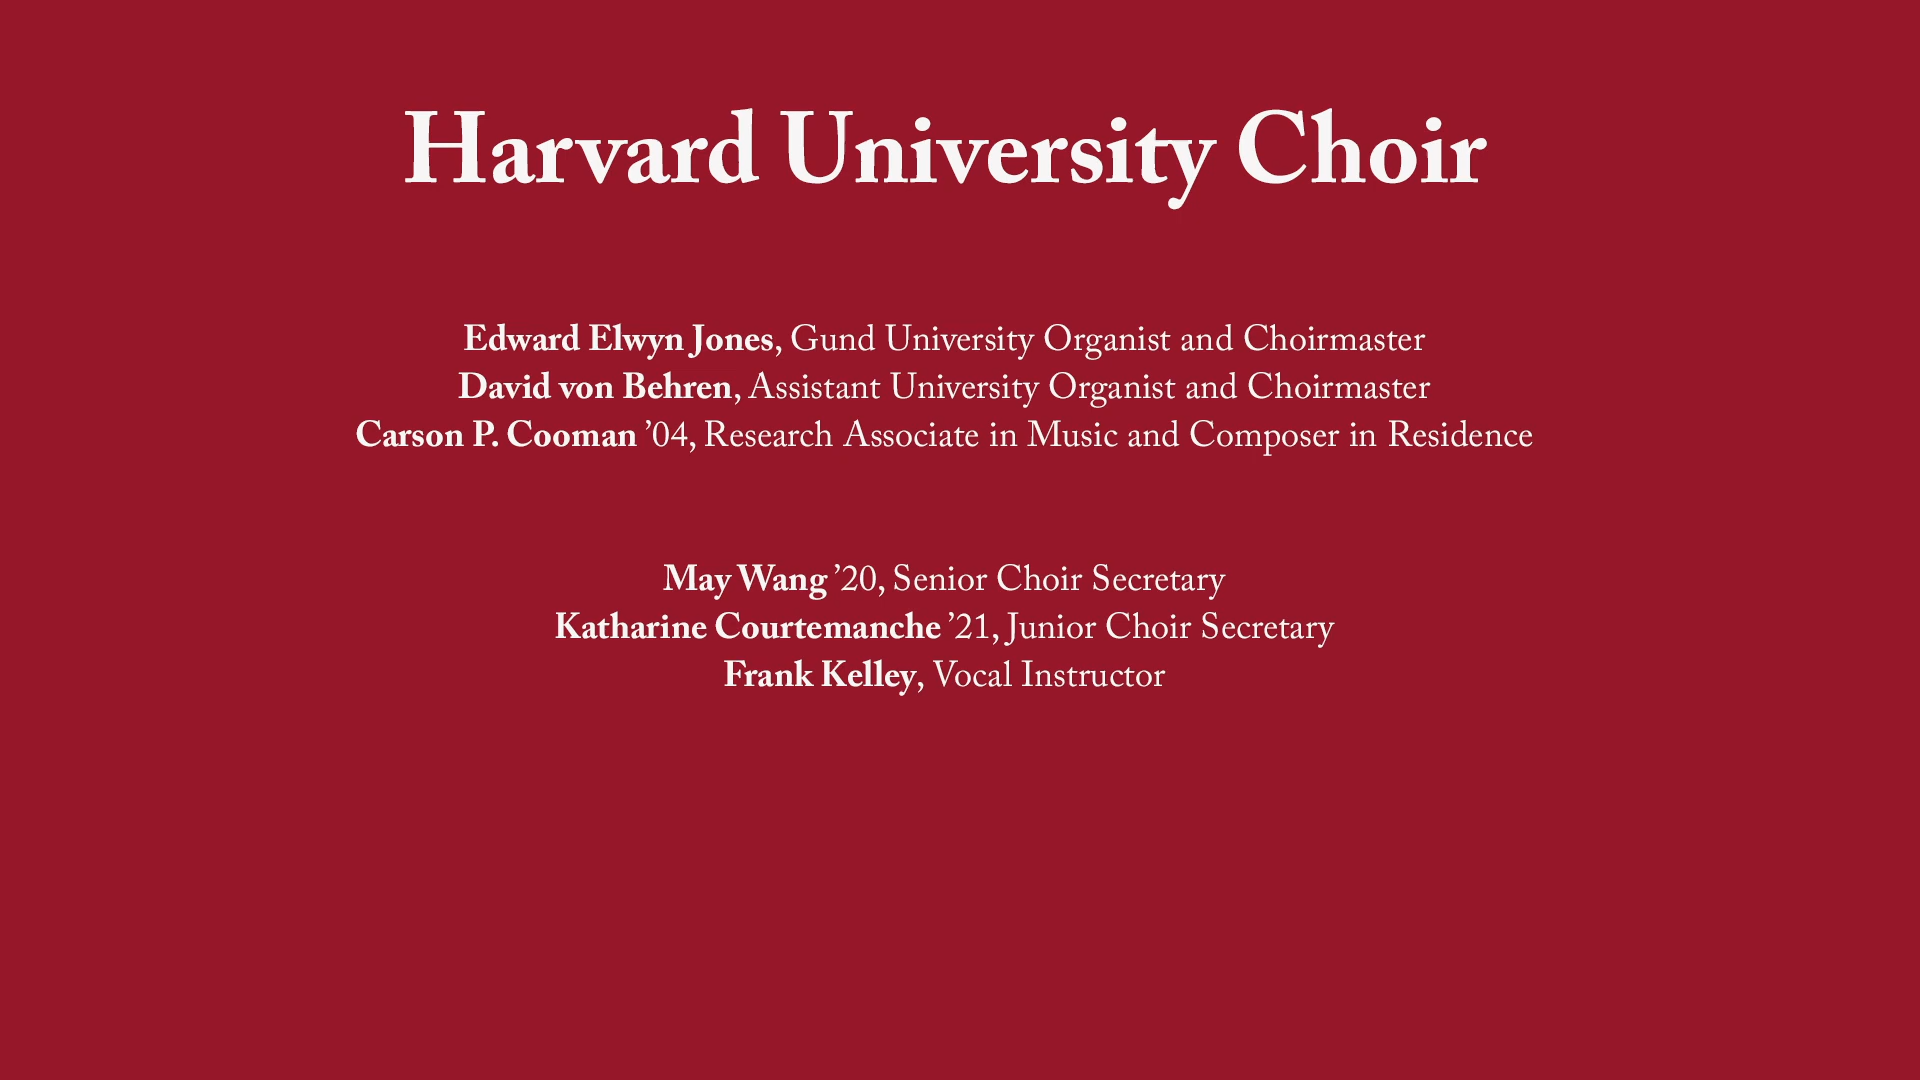 Harvard University Choir
Edward Elwyn Jones, Gund University Organist and Choirmaster
David von Behren, Assistant University Organist and Choirmaster
Carson P. Cooman ’04, Research Associate in Music and Composer in Residence
May Wang ’20, Senior Choir Secretary
Katharine Courtemanche ’21, Junior Choir Secretary
Frank Kelley, Vocal Instructor